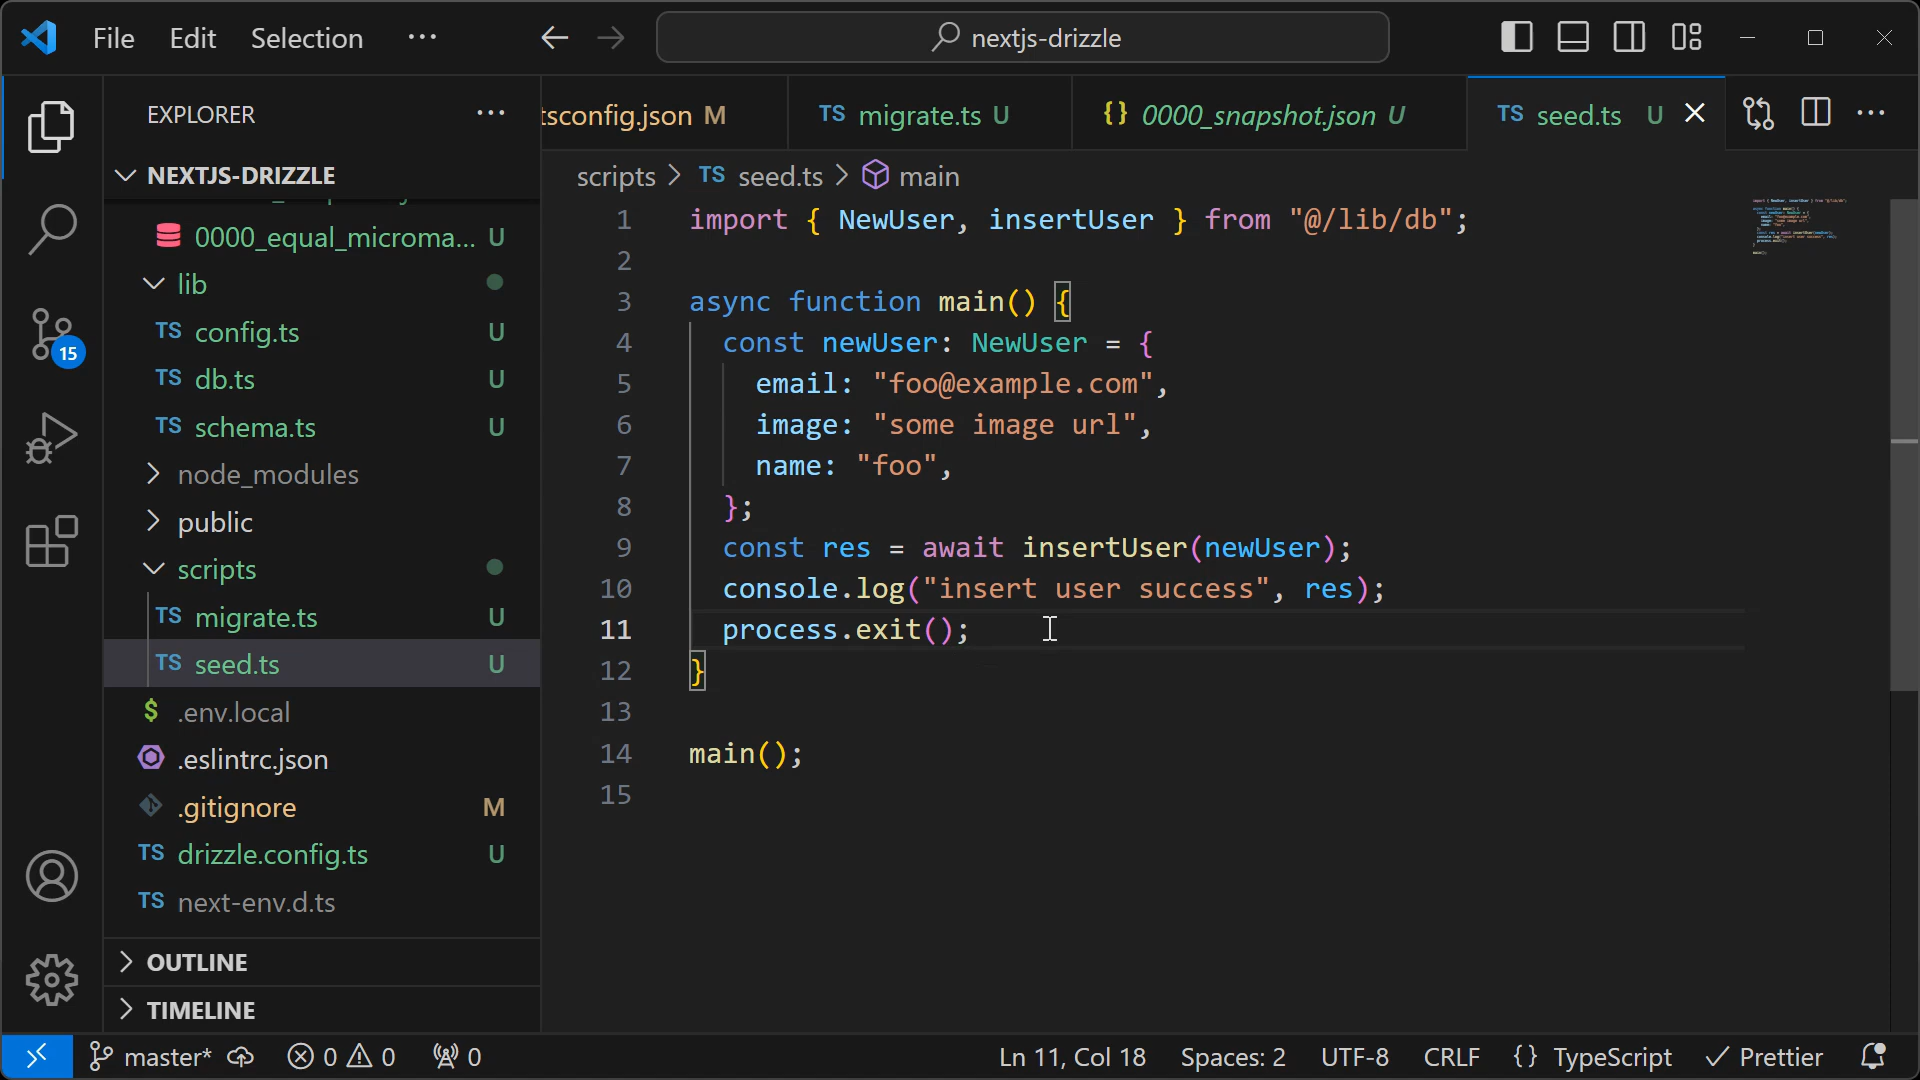 File Edit Selection ··· nextjs-drizzle
EXPLORER ···
NEXTJS-DRIZZLE
0000_equal_microma... U
lib
TS config.ts U
TS db.ts U
TS schema.ts U
node_modules
public
scripts
TS migrate.ts U
TS seed.ts U
$ .env.local
.eslintrc.json
.gitignore M
TS drizzle.config.ts U
TS next-env.d.ts
OUTLINE
TIMELINE
15
tsconfig.json M TS migrate.ts U {} 0000_snapshot.json U TS seed.ts U
scripts > TS seed.ts > main
1 import { NewUser, insertUser } from "@/lib/db";
2
3 async function main() {
4 const newUser: NewUser = {
5 email: "foo@example.com",
6 image: "some image url",
7 name: "foo",
8 };
9 const res = await insertUser(newUser);
10 console.log("insert user success", res);
11 process.exit();
12 }
13
14 main();
15
master* 0 0 0 Ln 11, Col 18 Spaces: 2 UTF-8 CRLF {} TypeScript Prettier